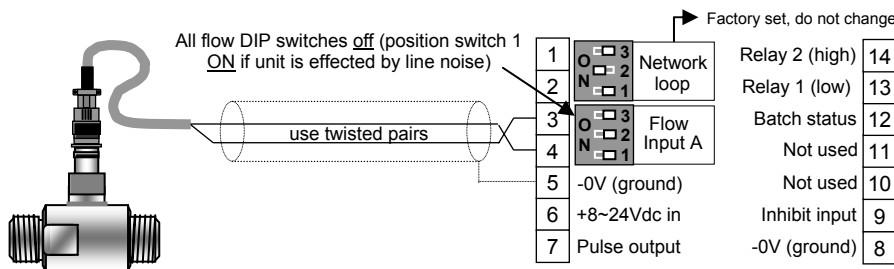 Factory set, do not change
All flow DIP switches off (position switch 1
ON if unit is effected by line noise)
use twisted pairs
1
2
3
4
5
6
7
O
N
3
2
1
Network
loop
O
N
3
2
1
Flow
Input A
-0V (ground)
+8~24Vdc in
Pulse output
Relay 2 (high) 14
Relay 1 (low) 13
Batch status 12
Not used 11
Not used 10
Inhibit input 9
-0V (ground) 8